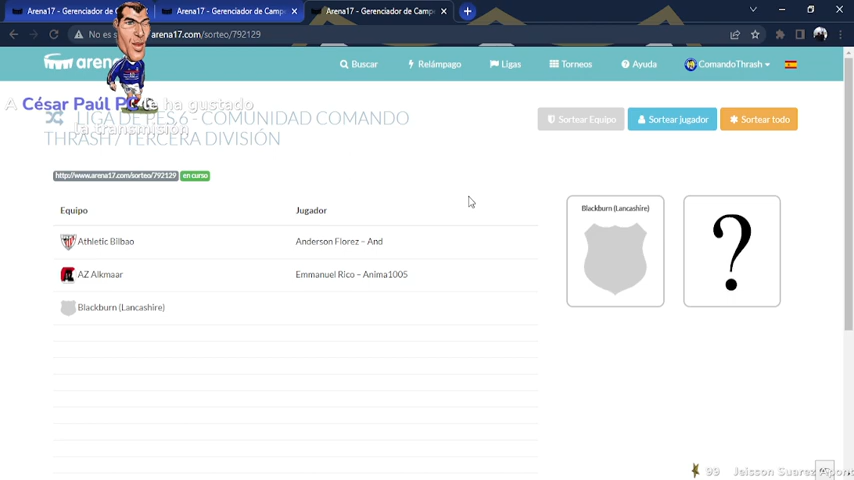 Arena17 - Gerenciador de C
Arena17 - Gerenciador de Camp
Arena17 - Gerenciador de Camp
No es s
arena17.com/sorteo/792129
Buscar
Relámpago
Ligas
Torneos
Ayuda
ComandoThrash
A César Paúl P le ha gustado
la transmisión
LIGA DE PES 6 - COMUNIDAD COMANDO
THRASH / TERCERA DIVISIÓN
Sortear Equipo
Sortear jugador
Sortear todo
http://www.arena17.com/sorteo/792129
en curso
Equipo
Jugador
Blackburn (Lancashire)
?
Athletic Bilbao
Anderson Florez – And
AZ Alkmaar
Emmanuel Rico – Anima1005
Blackburn (Lancashire)
99 Jeisson Suarez Apon